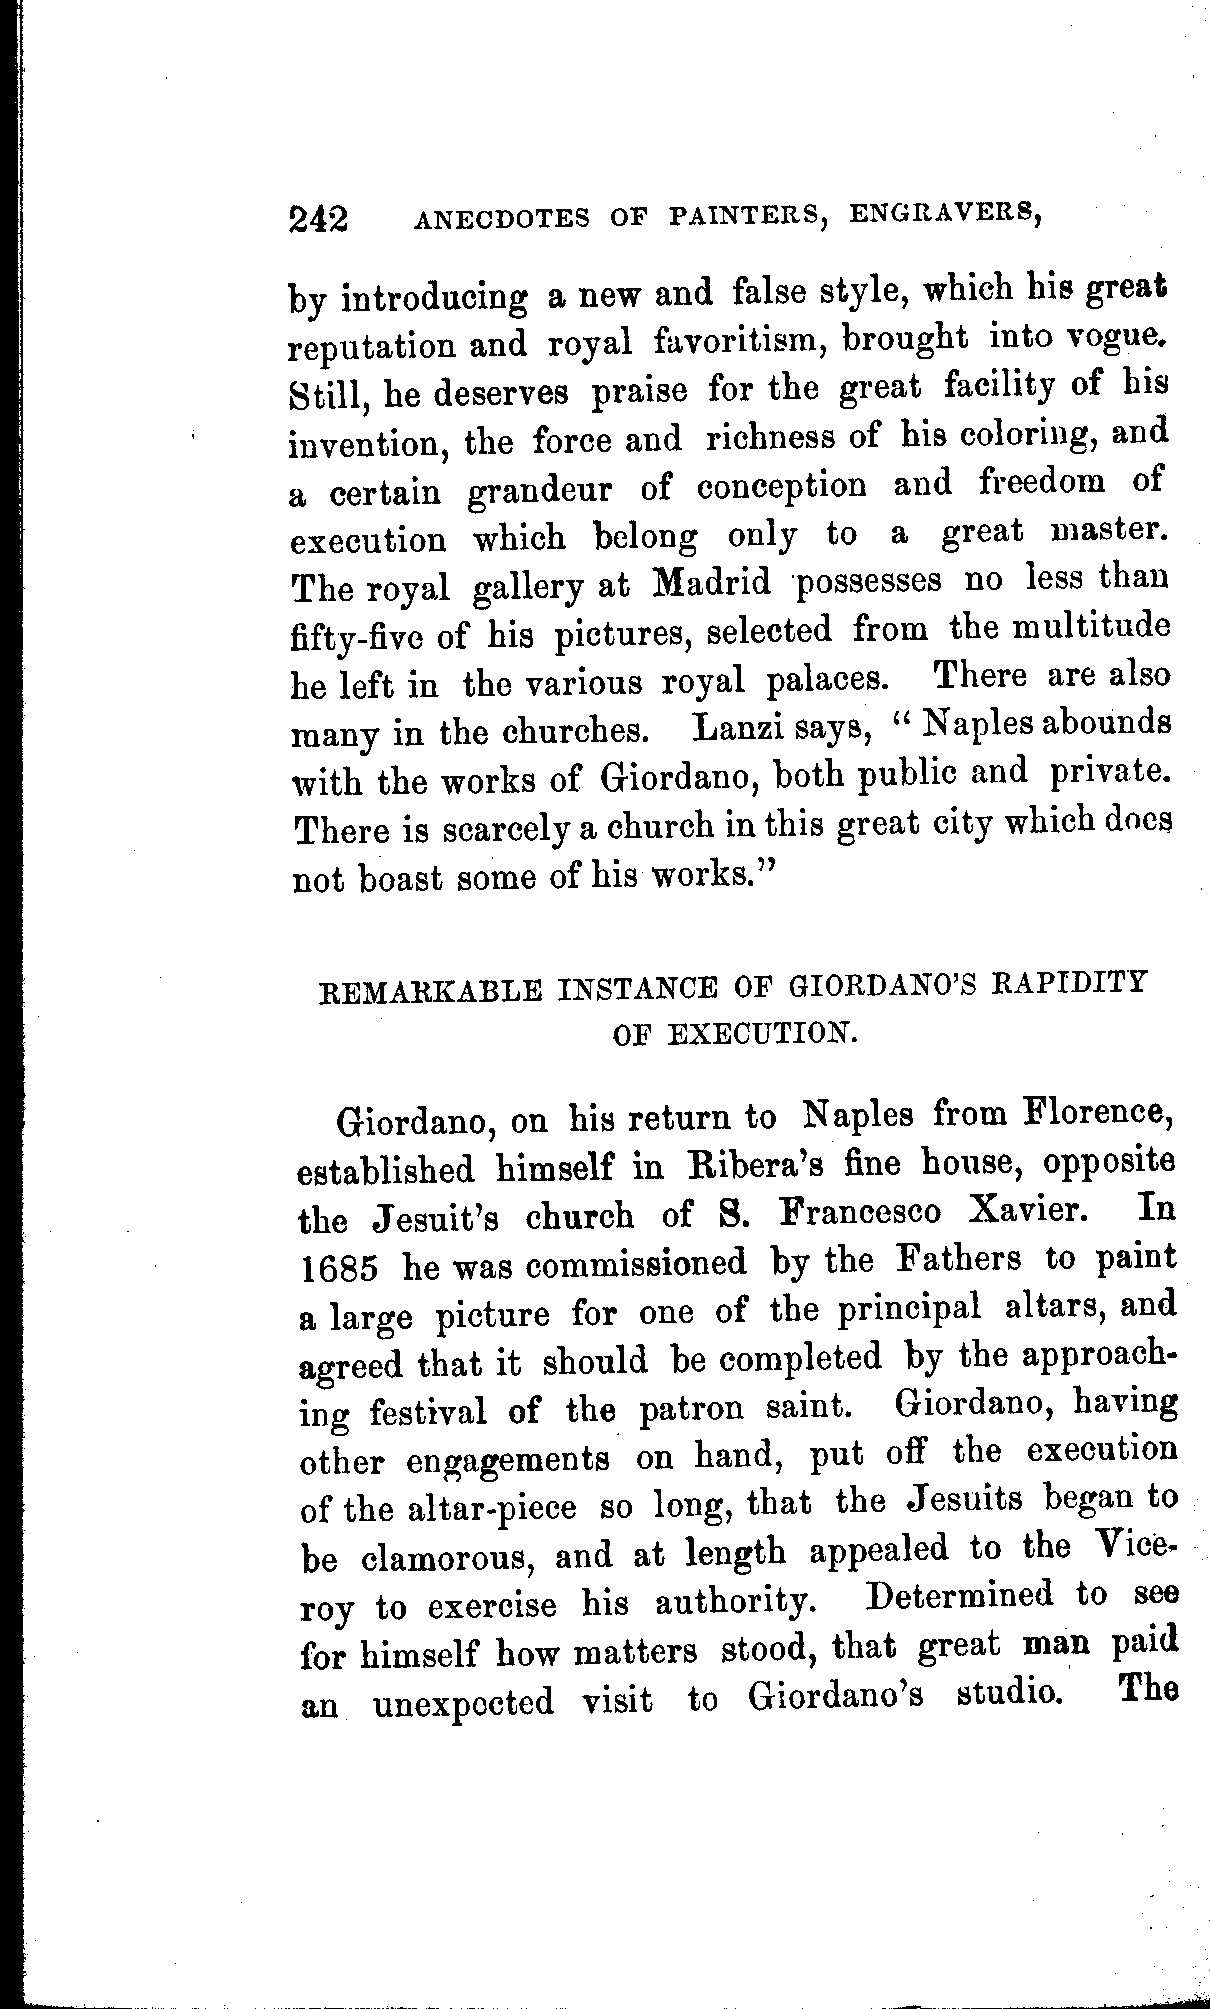 242 ANECDOTES OF PAINTERS, ENGRAVERS,
by introducing a new and false style, which his great
reputation and royal favoritism, brought into vogue.
Still, he deserves praise for the great facility of his
invention, the force and richness of his coloring, and
a certain grandeur of conception and freedom of
execution which belong only to a great master.
The royal gallery at Madrid possesses no less than
fifty-five of his pictures, selected from the multitude
he left in the various royal palaces. There are also
many in the churches. Lanzi says, “ Naples abounds
with the works of Giordano, both public and private.
There is scarcely a church in this great city which does
not boast some of his works.”
REMARKABLE INSTANCE OF GIORDANO'S RAPIDITY
OF EXECUTION.
Giordano, on his return to Naples from Florence,
established himself in Ribera's fine house, opposite
the Jesuit's church of S. Francesco Xavier. In
1685 he was commissioned by the Fathers to paint
a large picture for one of the principal altars, and
agreed that it should be completed by the approach-
ing festival of the patron saint. Giordano, having
other engagements on hand, put off the execution
of the altar-piece so long, that the Jesuits began to
be clamorous, and at length appealed to the Vice-
roy to exercise his authority. Determined to see
for himself how matters stood, that great man paid
an unexpected visit to Giordano's studio. The